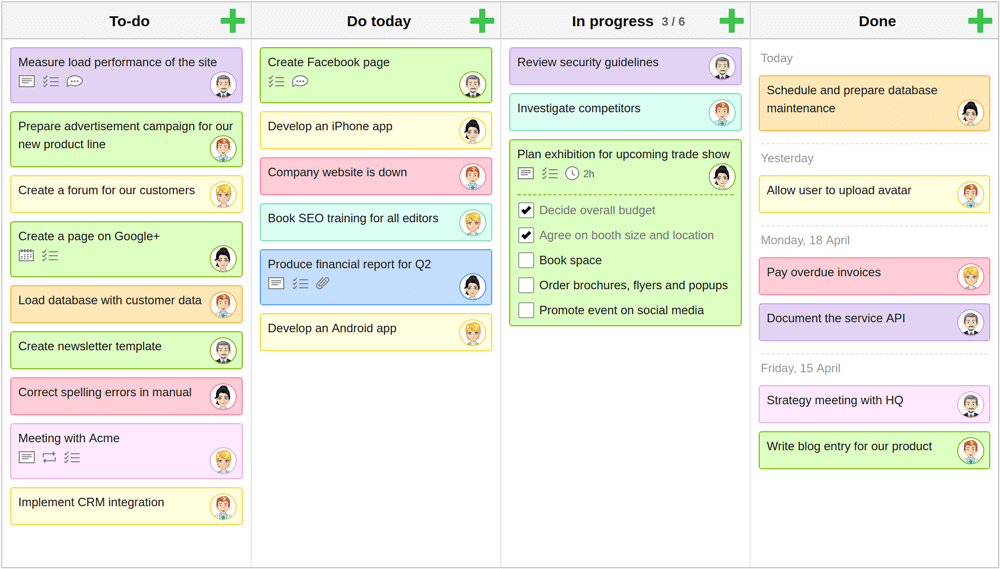 To-do
Measure load performance of the site
Prepare advertisement campaign for our
new product line
Create a forum for our customers
Create a page on Google+
Load database with customer data
Create newsletter template
Correct spelling errors in manual
Meeting with Acme
Implement CRM integration
Do today
Create Facebook page
Develop an iPhone app
Company website is down
Book SEO training for all editors
Produce financial report for Q2
Develop an Android app
In progress 3 / 6
Review security guidelines
Investigate competitors
Plan exhibition for upcoming trade show
2h
Decide overall budget
Agree on booth size and location
Book space
Order brochures, flyers and popups
Promote event on social media
Done
Today
Schedule and prepare database
maintenance
Yesterday
Allow user to upload avatar
Monday, 18 April
Pay overdue invoices
Document the service API
Friday, 15 April
Strategy meeting with HQ
Write blog entry for our product